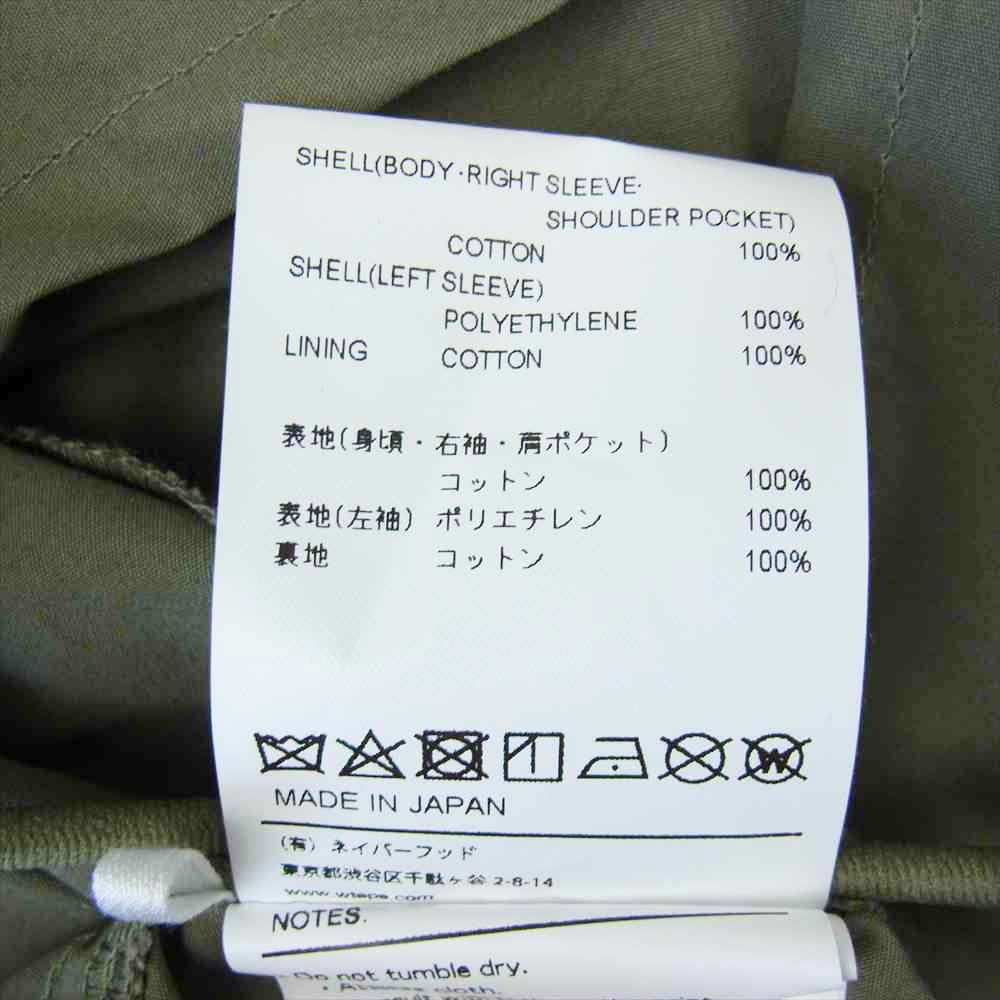 SHELL(BODY·RIGHT SLEEVE·
SHOULDER POCKET)
COTTON 100%
SHELL(LEFT SLEEVE)
POLYETHYLENE 100%
LINING COTTON 100%
表地(身頃・右袖・肩ポケット)
コットン 100%
表地(左袖) ポリエチレン 100%
裏地 コットン 100%
W
MADE IN JAPAN
(有) ネイバーフッド
東京都渋谷区千駄ヶ谷 2-8-14
www.wtaps.com
NOTES.
Do not tumble dry.
cloth.